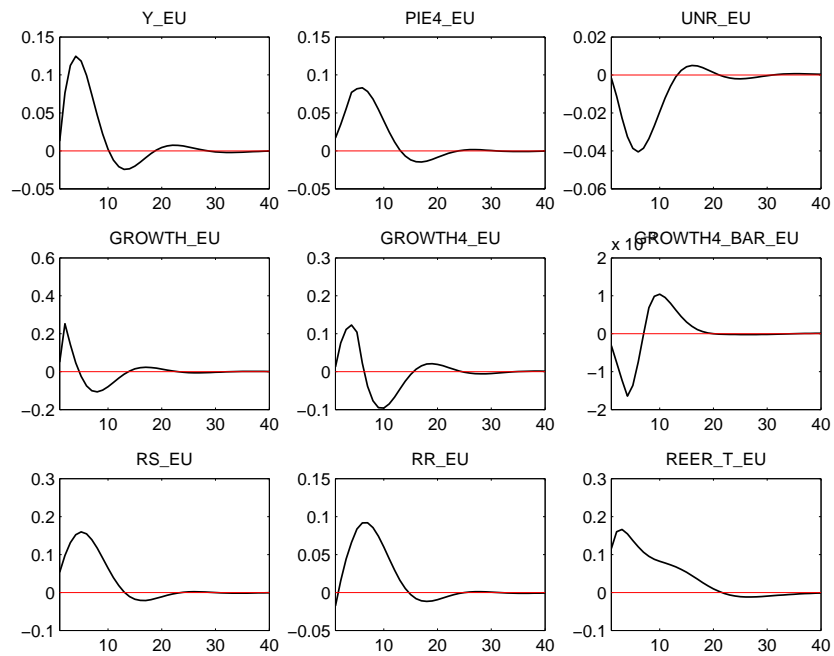 Y_EU PIE4_EU UNR_EU
0.15 0.15 0.02
0.1 0.1 0
0.05 0.05 −0.02
0 0 −0.04
−0.05 −0.05 −0.06
10 20 30 40 10 20 30 40 10 20 30 40
GROWTH_EU GROWTH4_EU GROWTH4_BAR_EU
x 10
0.6 0.3 2
0.4 0.2 1
0.2 0.1 0
0 0 −1
−0.2 −0.1 −2
10 20 30 40 10 20 30 40 10 20 30 40
RS_EU RR_EU REER_T_EU
0.3 0.15 0.3
0.2 0.1 0.2
0.1 0.05 0.1
0 0 0
−0.1 −0.05 −0.1
10 20 30 40 10 20 30 40 10 20 30 40